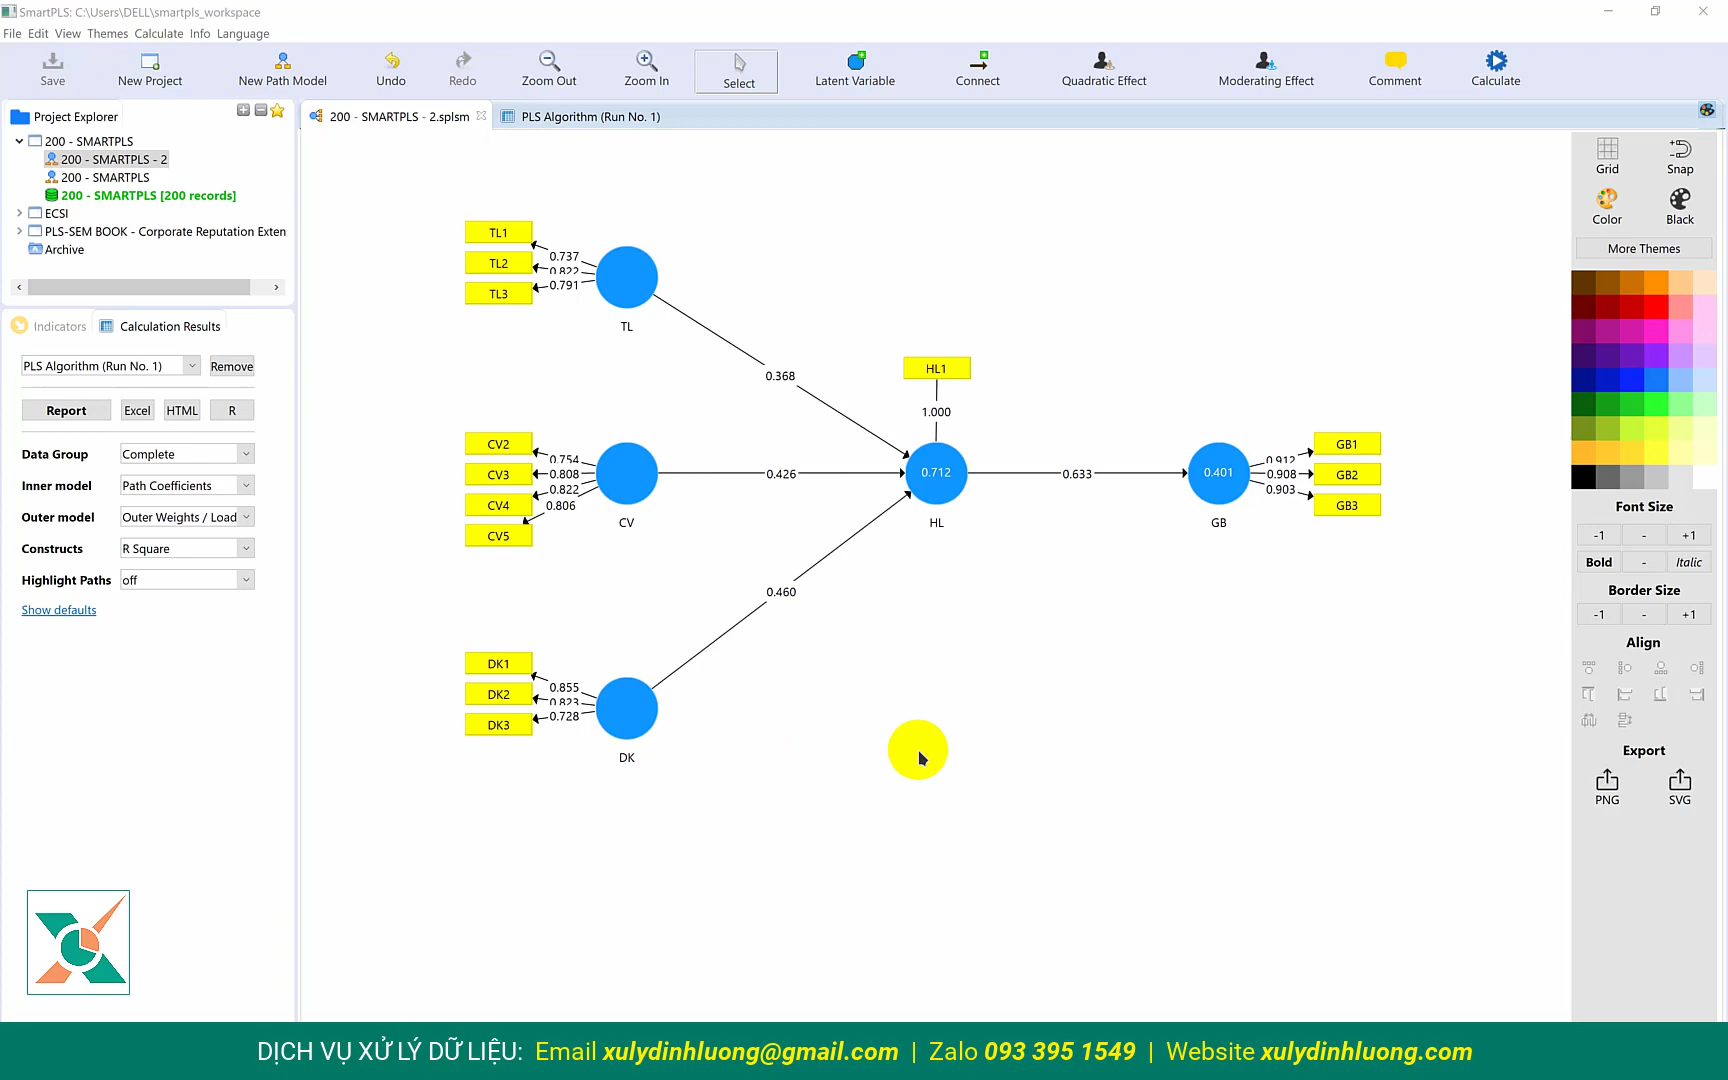 SmartPLS: C:\Users\DELL\smartpls_workspace
File Edit View Themes Calculate Info Language
Save New Project New Path Model Undo Redo Zoom Out Zoom In Select Latent Variable Connect Quadratic Effect Moderating Effect Comment Calculate
Project Explorer
200 - SMARTPLS
200 - SMARTPLS - 2
200 - SMARTPLS
200 - SMARTPLS [200 records]
ECSI
PLS-SEM BOOK - Corporate Reputation Exten
Archive
Indicators Calculation Results
PLS Algorithm (Run No. 1) Remove
Report Excel HTML R
Data Group Complete
Inner model Path Coefficients
Outer model Outer Weights / Load
Constructs R Square
Highlight Paths off
Show defaults
200 - SMARTPLS - 2.splsm PLS Algorithm (Run No. 1)
TL1
TL2
TL3
0.737
0.822
0.791
TL
0.368
HL1
1.000
CV2
CV3
CV4
CV5
0.754
0.808
0.822
0.806
CV
0.426
0.712
HL
0.633
0.401
GB
0.912
0.908
0.903
GB1
GB2
GB3
0.460
DK1
DK2
DK3
0.855
0.823
0.728
DK
Grid Snap
Color Black
More Themes
Font Size
-1 - +1
Bold - Italic
Border Size
-1 - +1
Align
Export
PNG SVG
DỊCH VỤ XỬ LÝ DỮ LIỆU: Email xulydinhluong@gmail.com | Zalo 093 395 1549 | Website xulydinhluong.com